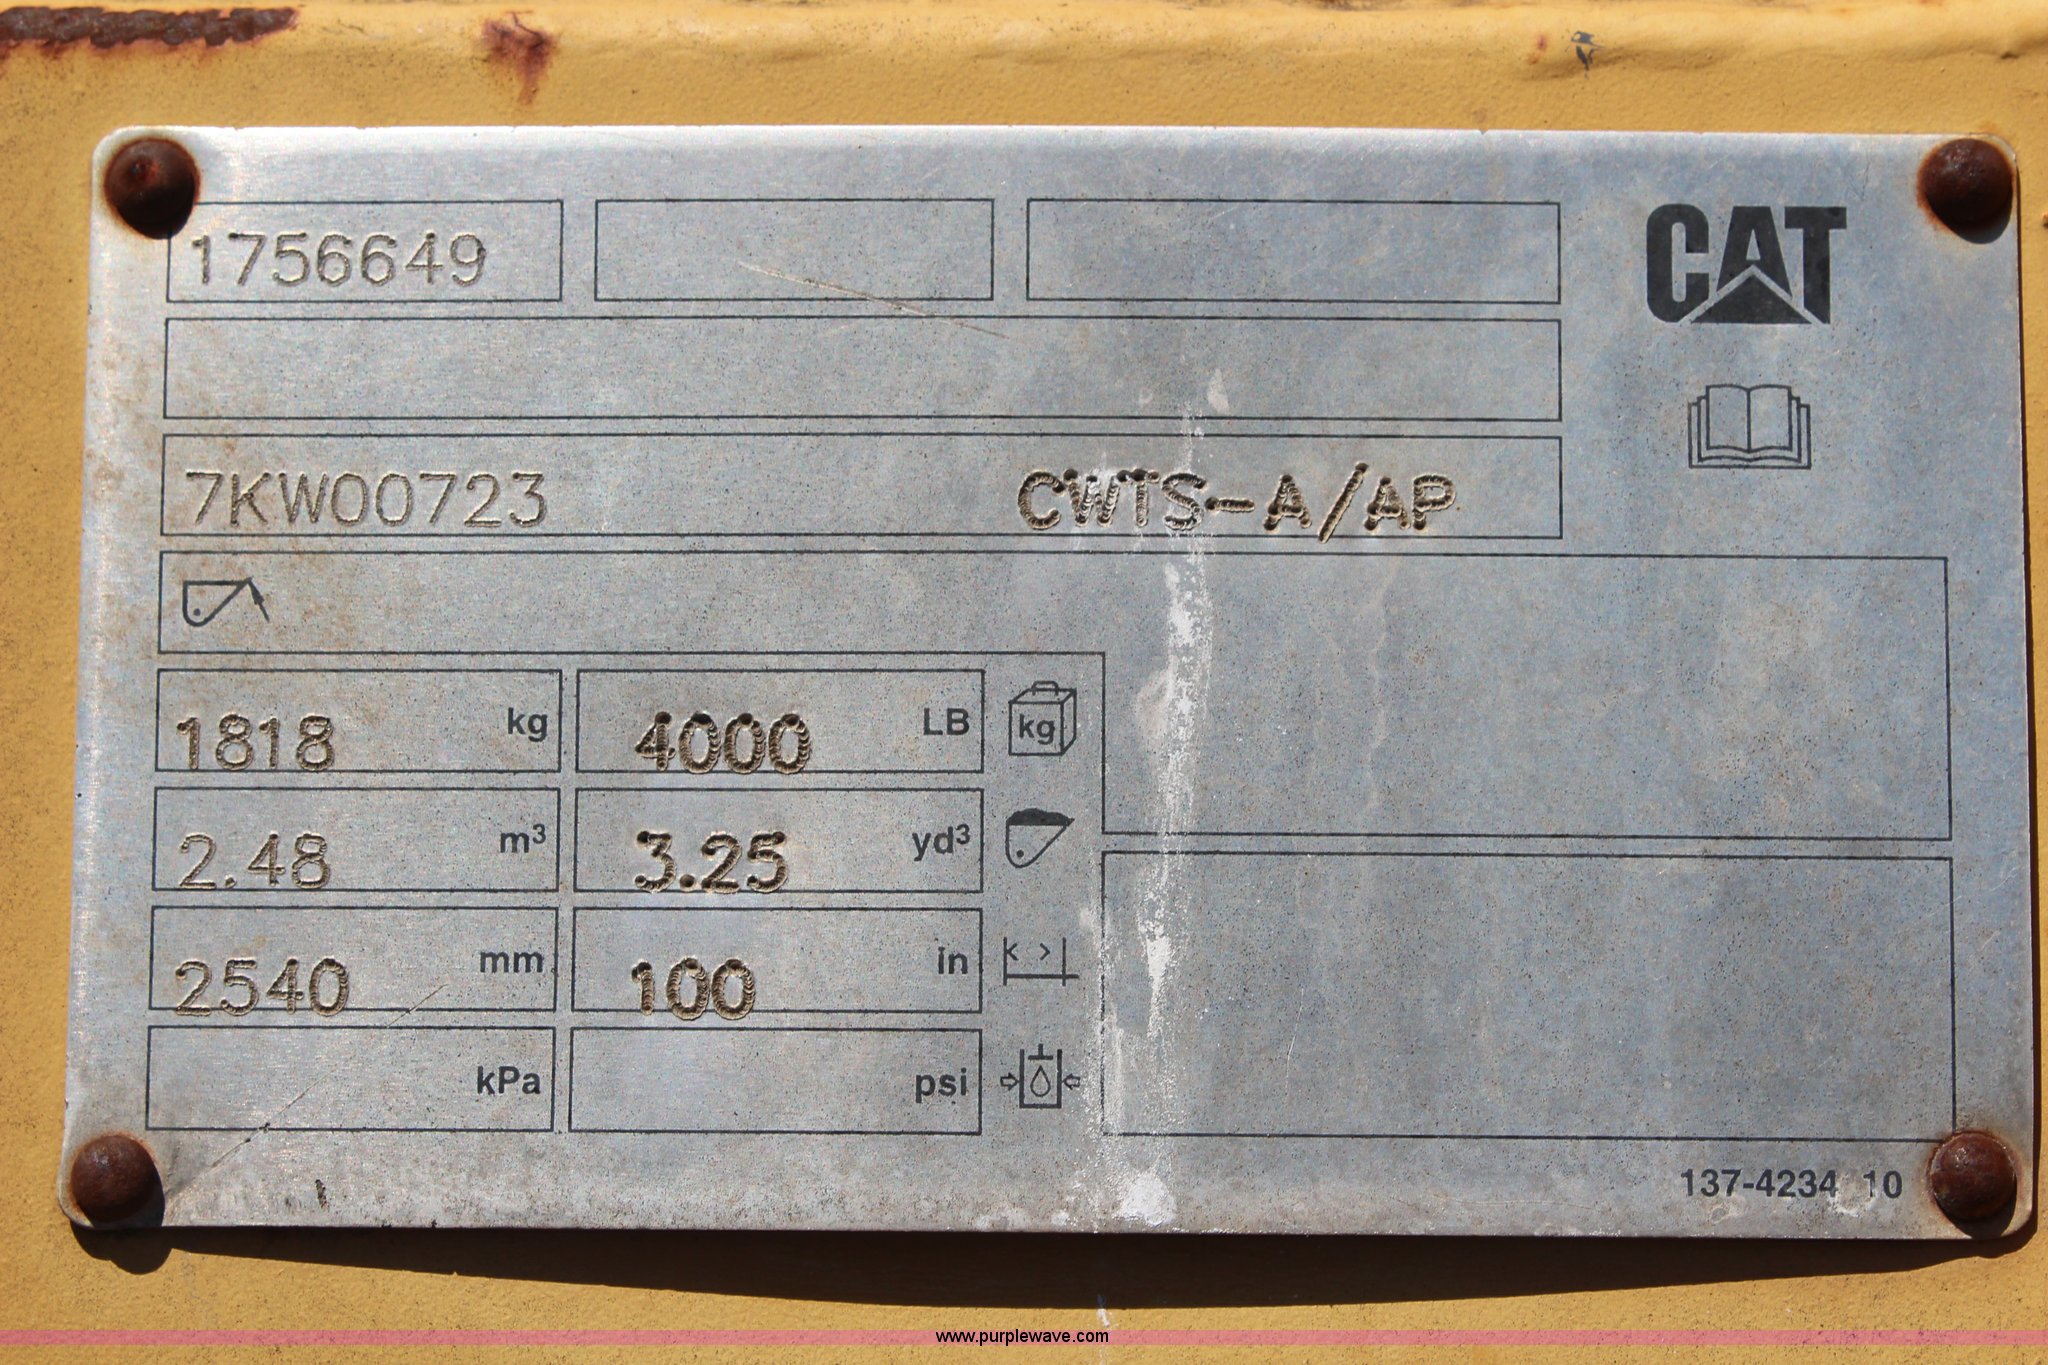 1756649
CAT
7KW00723 CWTS-A/AP
1818 kg 4000 LB kg
2.48 m³ 3.25 yd³
2540 mm 100 in
kPa psi
137-4234 10
www.purplewave.com